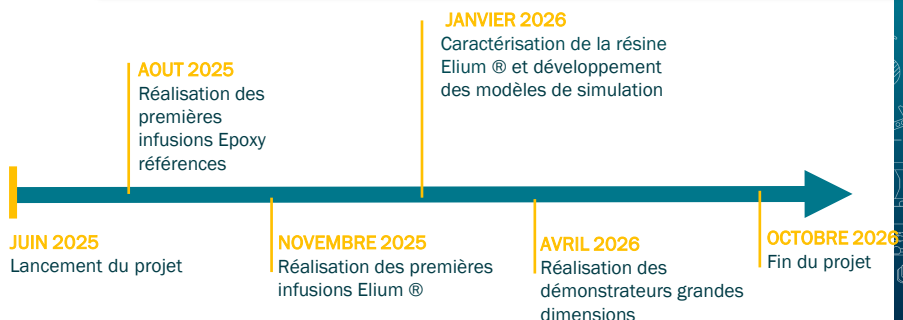 JANVIER 2026
Caractérisation de la résine
Elium ® et développement
des modèles de simulation
AOUT 2025
Réalisation des
premières
infusions Epoxy
références
JUIN 2025
Lancement du projet
NOVEMBRE 2025
Réalisation des premières
infusions Elium ®
AVRIL 2026
Réalisation des
démonstrateurs grandes
dimensions
OCTOBRE 2026
Fin du projet